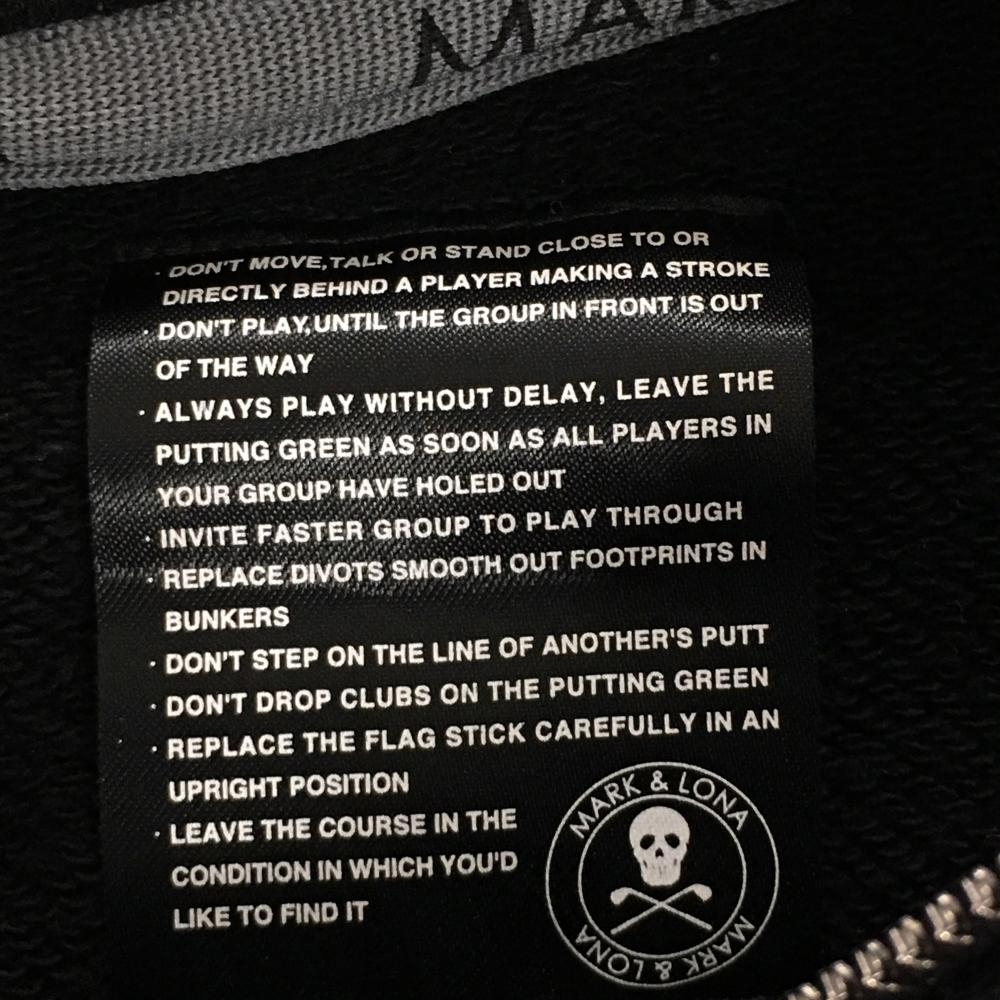 · DON'T MOVE,TALK OR STAND CLOSE TO OR
DIRECTLY BEHIND A PLAYER MAKING A STROKE
· DON'T PLAY,UNTIL THE GROUP IN FRONT IS OUT
OF THE WAY
· ALWAYS PLAY WITHOUT DELAY, LEAVE THE
PUTTING GREEN AS SOON AS ALL PLAYERS IN
YOUR GROUP HAVE HOLED OUT
· INVITE FASTER GROUP TO PLAY THROUGH
· REPLACE DIVOTS SMOOTH OUT FOOTPRINTS IN
BUNKERS
· DON'T STEP ON THE LINE OF ANOTHER'S PUTT
· DON'T DROP CLUBS ON THE PUTTING GREEN
· REPLACE THE FLAG STICK CAREFULLY IN AN
UPRIGHT POSITION
· LEAVE THE COURSE IN THE
CONDITION IN WHICH YOU'D
LIKE TO FIND IT
MARK & LONA
MARK & LONA